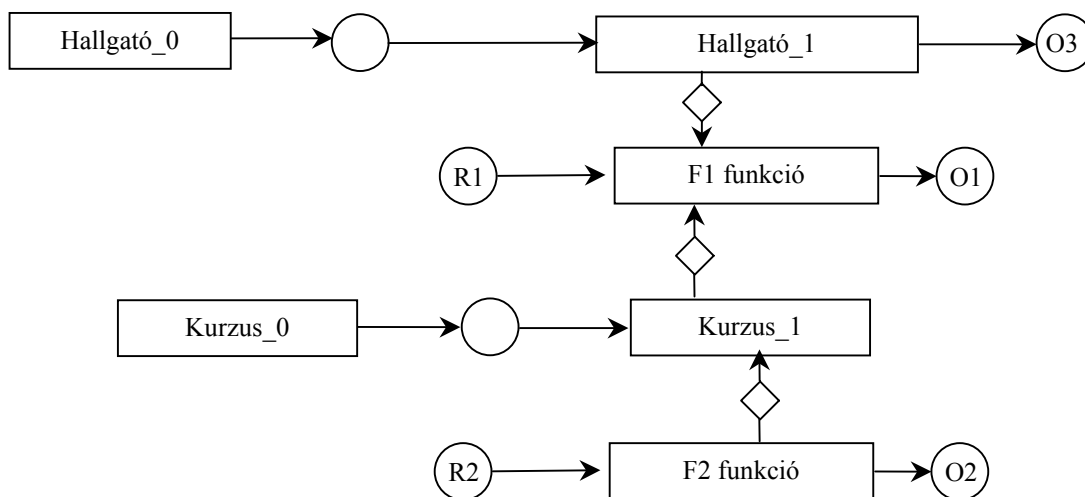 Hallgató_0
Hallgató_1
O3
R1
F1 funkció
O1
Kurzus_0
Kurzus_1
R2
F2 funkció
O2